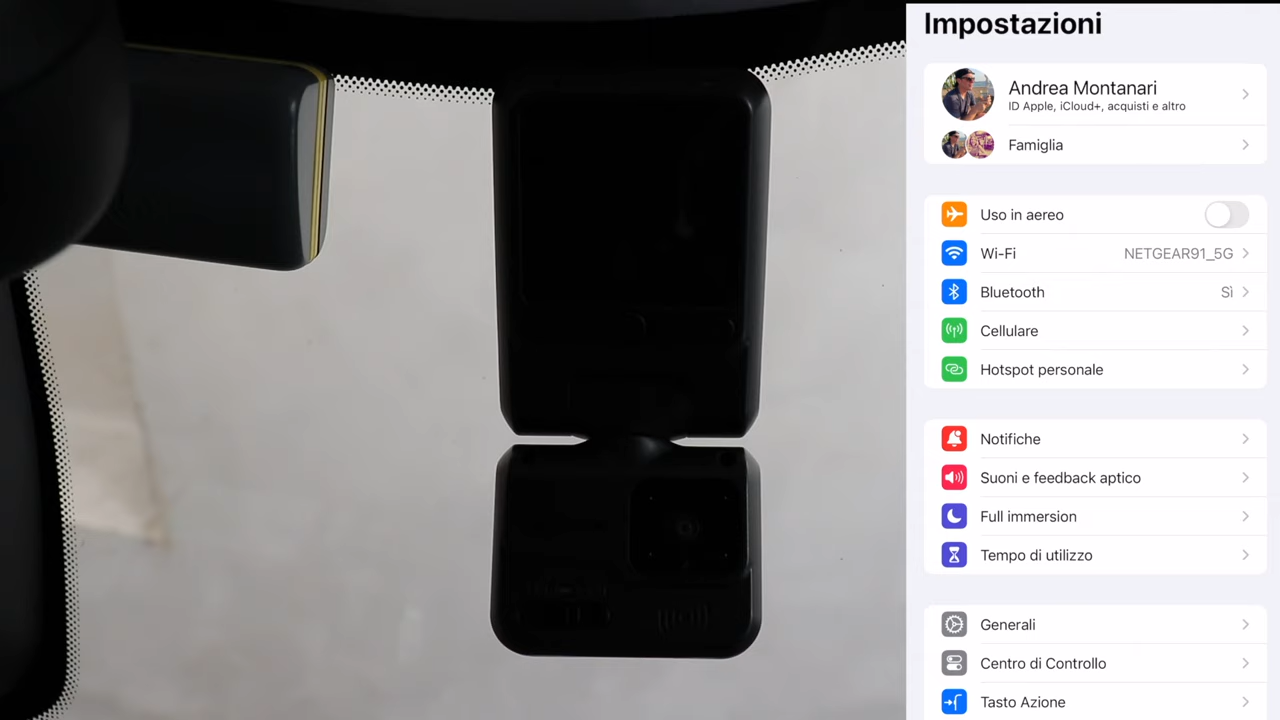 Impostazioni
Andrea Montanari
ID Apple, iCloud+, acquisti e altro
Famiglia
Uso in aereo
Wi-Fi NETGEAR91_5G
Bluetooth Sì
Cellulare
Hotspot personale
Notifiche
Suoni e feedback aptico
Full immersion
Tempo di utilizzo
Generali
Centro di Controllo
Tasto Azione